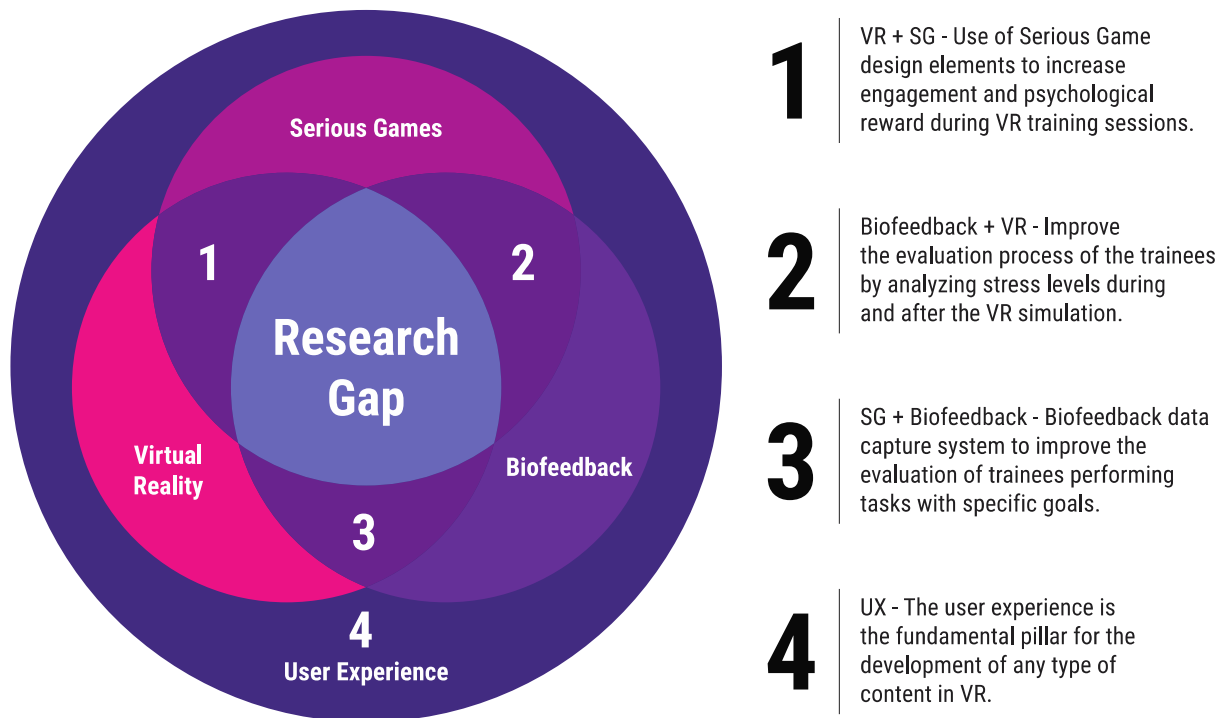 Serious Games
1
2
Research
Gap
Virtual
Reality
Biofeedback
3
4
User Experience
1
VR + SG - Use of Serious Game
design elements to increase
engagement and psychological
reward during VR training sessions.
2
Biofeedback + VR - Improve
the evaluation process of the trainees
by analyzing stress levels during
and after the VR simulation.
3
SG + Biofeedback - Biofeedback data
capture system to improve the
evaluation of trainees performing
tasks with specific goals.
4
UX - The user experience is
the fundamental pillar for the
development of any type of
content in VR.